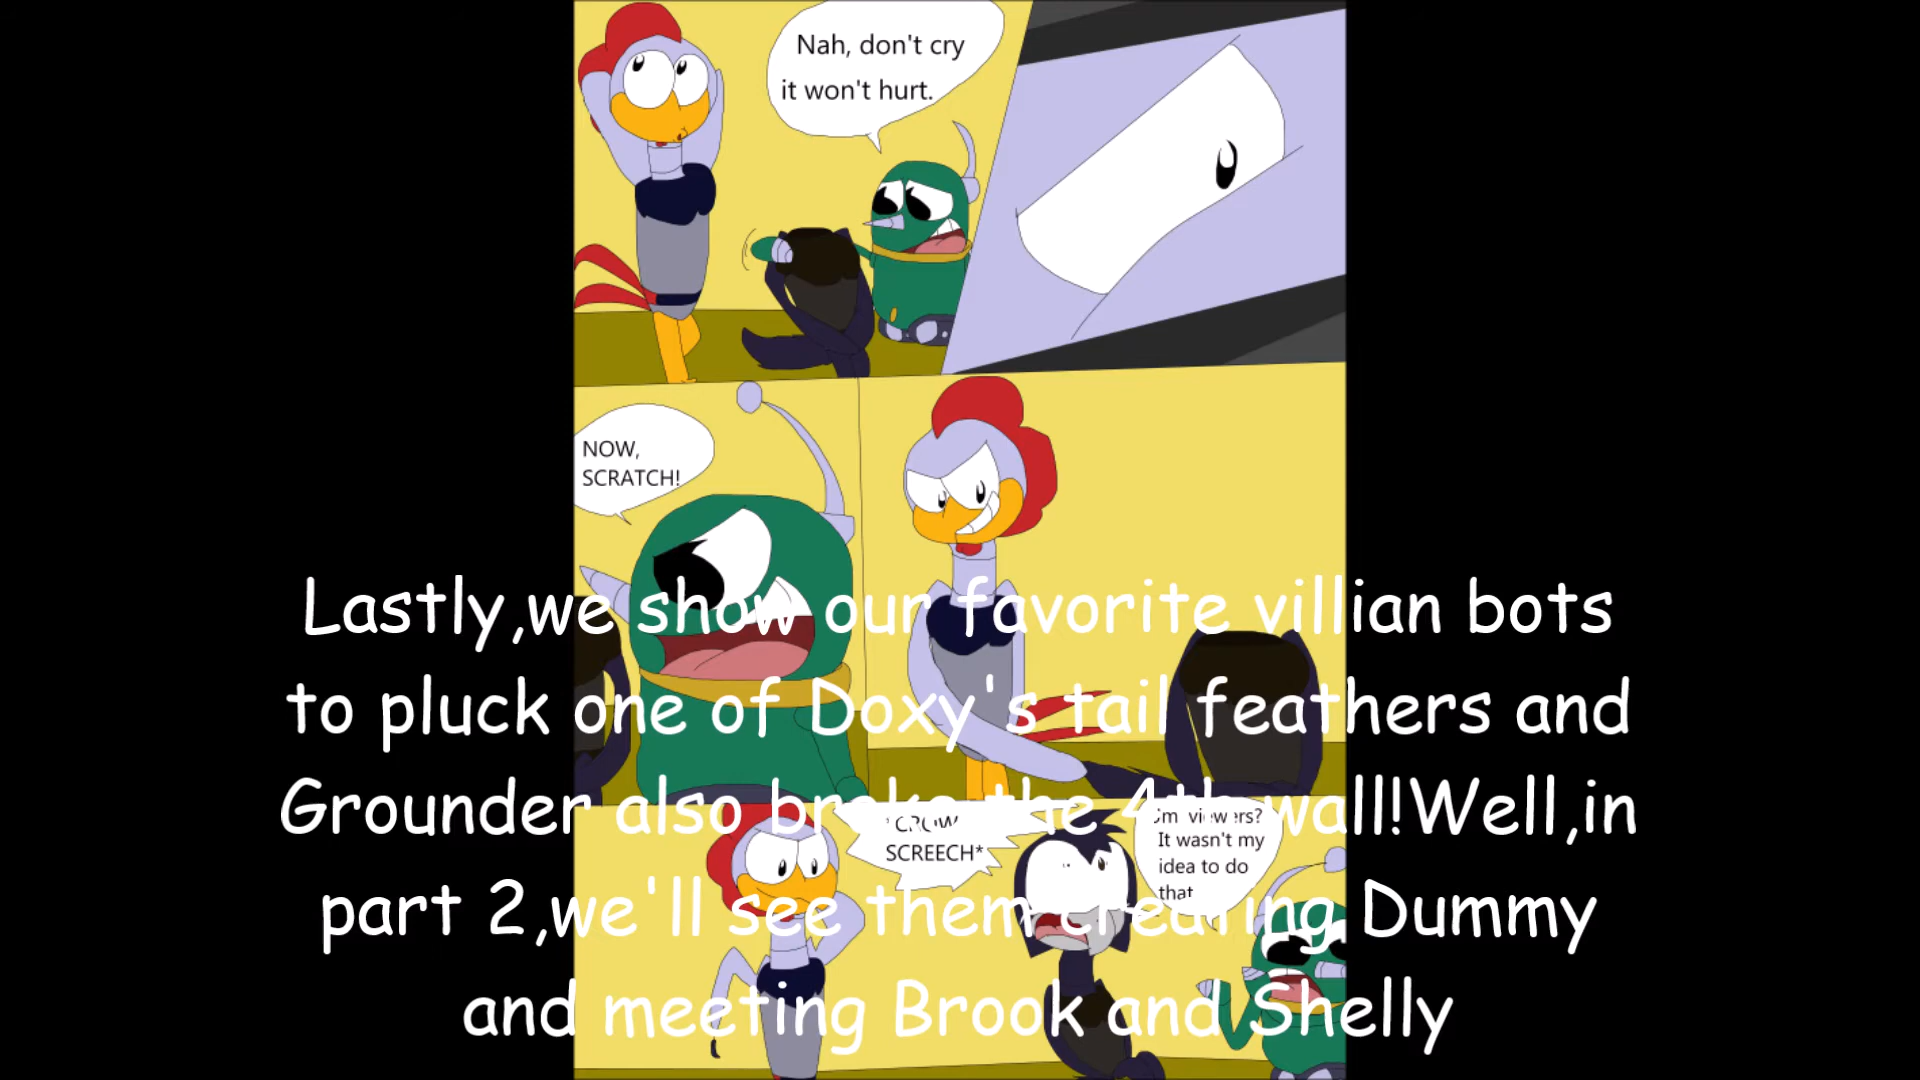 Nah, don't cry
it won't hurt.
NOW,
SCRATCH!
Lastly,we show our favorite villian bots
to pluck one of Doxy's tail feathers and
Grounder also broke the 4th wall!Well,in
part 2,we'll see them creating Dummy
and meeting Brook and Shelly
*CROW
SCREECH*
viewers?
It wasn't my
idea to do
that